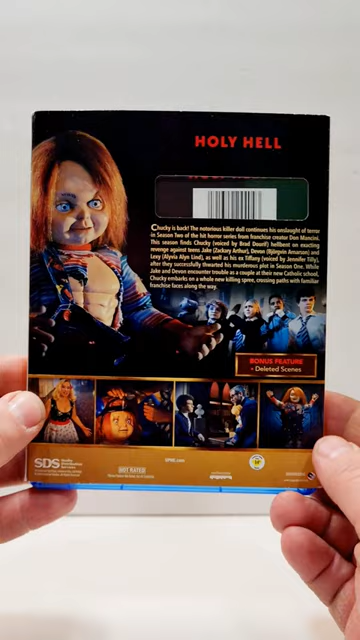 HOLY HELL
Chucky is back! The notorious killer doll continues his onslaught of terror
in Season Two of the hit horror series from franchise creator Don Mancini.
This season finds Chucky (voiced by Brad Dourif) hellbent on exacting
revenge against teens Jake (Zackary Arthur), Devon (Björgvin Arnarson) and
Lexy (Alyvia Alyn Lind), as well as his ex Tiffany (voiced by Jennifer Tilly),
after they successfully thwarted his murderous plot in Season One. While
Jake and Devon encounter trouble as a couple at their new Catholic school,
Chucky embarks on a whole new killing spree, crossing paths with familiar
franchise faces along the way.
BONUS FEATURE
• Deleted Scenes
SDS
NOT RATED